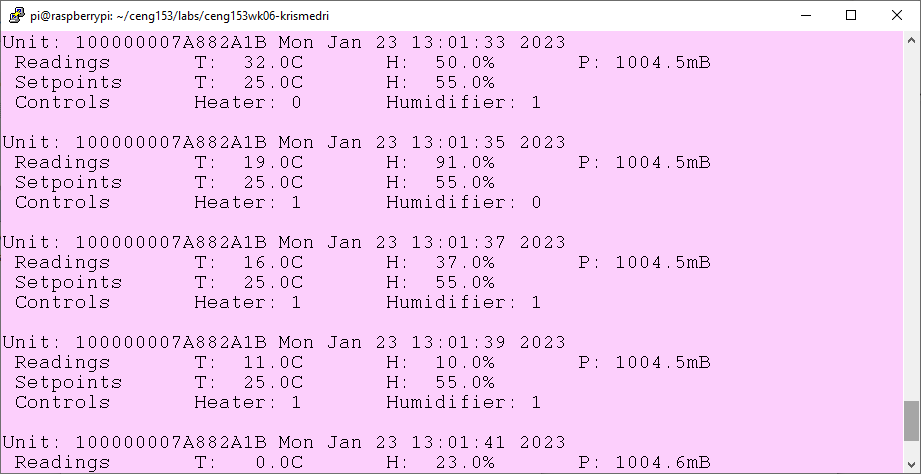 pi@raspberrypi: ~/ceng153/labs/ceng153wk06-krismedri
Unit: 100000007A882A1B Mon Jan 23 13:01:33 2023
Readings T: 32.0C H: 50.0% P: 1004.5mB
Setpoints T: 25.0C H: 55.0%
Controls Heater: 0 Humidifier: 1
Unit: 100000007A882A1B Mon Jan 23 13:01:35 2023
Readings T: 19.0C H: 91.0% P: 1004.5mB
Setpoints T: 25.0C H: 55.0%
Controls Heater: 1 Humidifier: 0
Unit: 100000007A882A1B Mon Jan 23 13:01:37 2023
Readings T: 16.0C H: 37.0% P: 1004.5mB
Setpoints T: 25.0C H: 55.0%
Controls Heater: 1 Humidifier: 1
Unit: 100000007A882A1B Mon Jan 23 13:01:39 2023
Readings T: 11.0C H: 10.0% P: 1004.5mB
Setpoints T: 25.0C H: 55.0%
Controls Heater: 1 Humidifier: 1
Unit: 100000007A882A1B Mon Jan 23 13:01:41 2023
Readings T: 0.0C H: 23.0% P: 1004.6mB